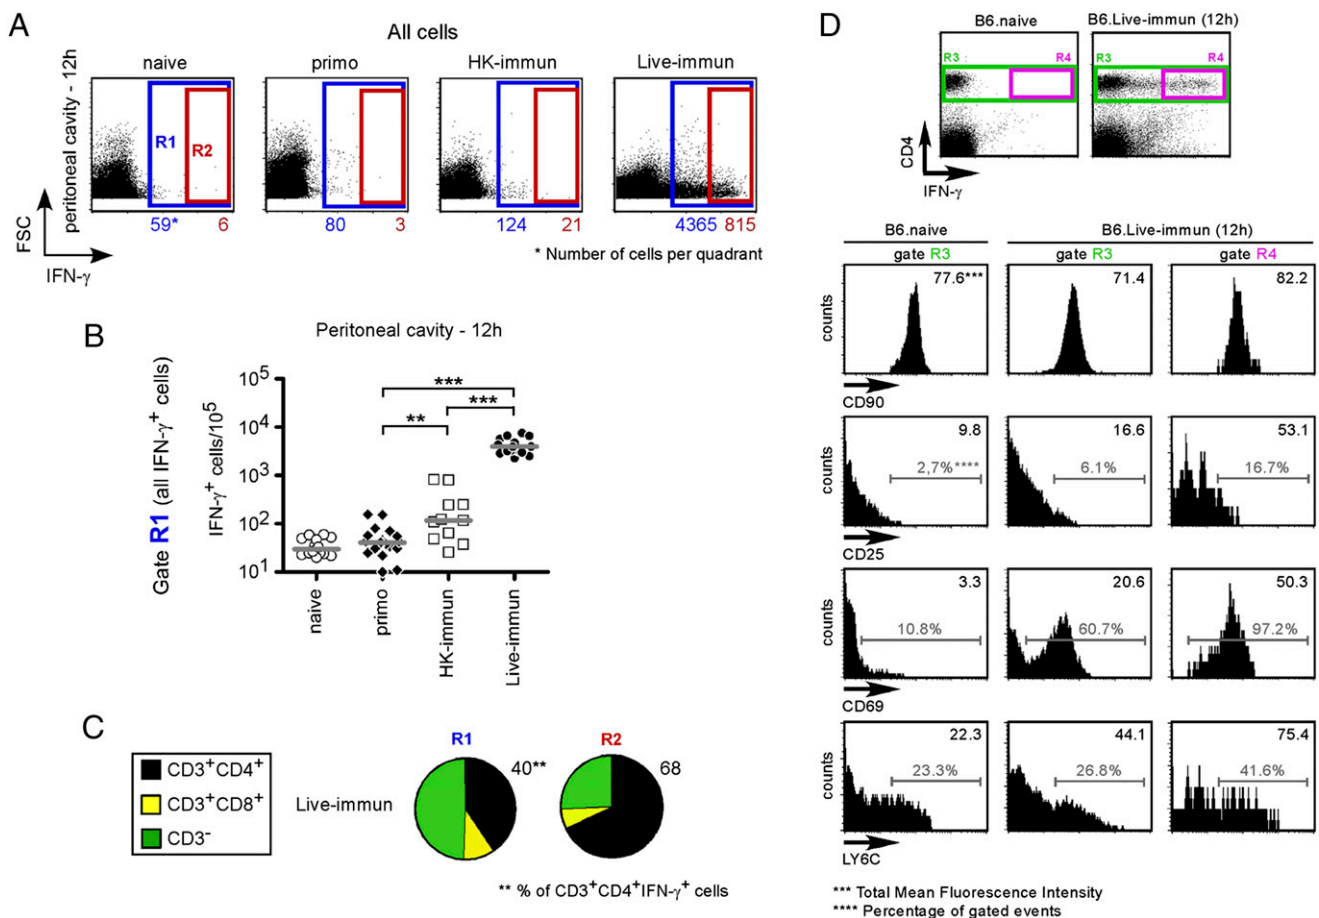 A
All cells
naive
primo
HK-immun
Live-immun
peritoneal cavity - 12h
R1
R2
FSC
IFN-γ
59*
6
80
3
124
21
4365
815
* Number of cells per quadrant
B
Peritoneal cavity - 12h
Gate R1 (all IFN-γ+ cells)
IFN-γ+ cells/10^5
10^5
10^4
10^3
10^2
10^1
***
***
**
naive
primo
HK-immun
Live-immun
C
CD3+CD4+
CD3+CD8+
CD3-
Live-immun
R1
40**
R2
68
** % of CD3+CD4+IFN-γ+ cells
D
B6.naive
B6.Live-immun (12h)
R3
R4
R3
R4
CD4
IFN-γ
B6.naive
B6.Live-immun (12h)
gate R3
gate R3
gate R4
counts
77.6***
71.4
82.2
CD90
counts
9.8
16.6
53.1
2,7%****
6.1%
16.7%
CD25
counts
3.3
20.6
50.3
10.8%
60.7%
97.2%
CD69
counts
22.3
44.1
75.4
23.3%
26.8%
41.6%
LY6C
*** Total Mean Fluorescence Intensity
**** Percentage of gated events